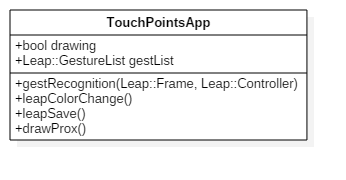 TouchPointsApp
+bool drawing
+Leap::GestureList gestList
+gestRecognition(Leap::Frame, Leap::Controller)
+leapColorChange()
+leapSave()
+drawProx()